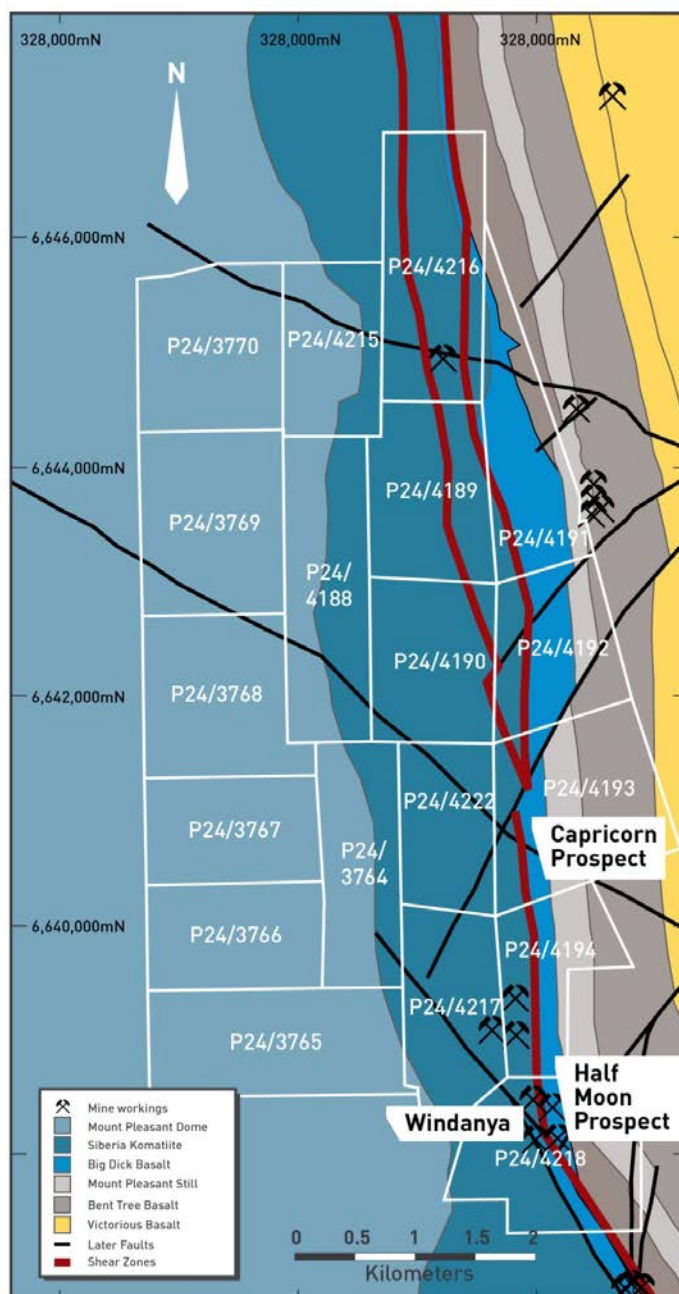 328,000mN
328,000mN
328,000mN
N
6,646,000mN
P24/4216
P24/3770
P24/4215
6,644,000mN
P24/4189
P24/3769
P24/4191
P24/
4188
P24/4190
P24/4192
6,642,000mN
P24/3768
P24/4193
P24/4222
P24/3767
P24/
3764
Capricorn
Prospect
6,640,000mN
P24/3766
P24/4194
P24/4217
P24/3765
Half
Moon
Prospect
Windanya
P24/4218
Mine workings
Mount Pleasant Dome
Siberia Komatiite
Big Dick Basalt
Mount Pleasant Still
Bent Tree Basalt
Victorious Basalt
Later Faults
Shear Zones
0 0.5 1 1.5 2
Kilometers